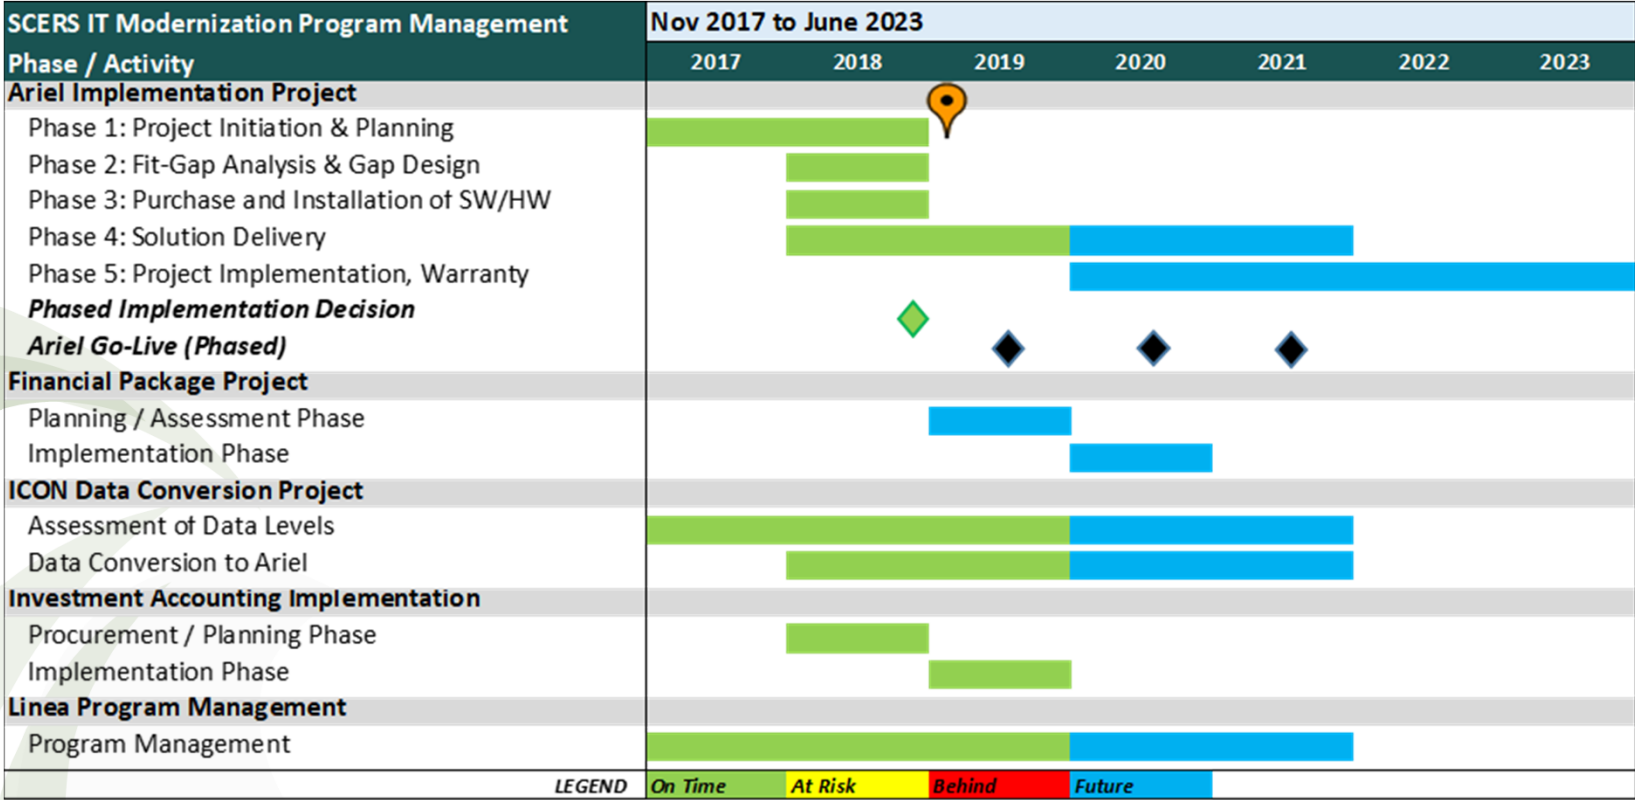 SCERS IT Modernization Program Management
Nov 2017 to June 2023
Phase / Activity
2017 2018 2019 2020 2021 2022 2023
Ariel Implementation Project
Phase 1: Project Initiation & Planning
Phase 2: Fit-Gap Analysis & Gap Design
Phase 3: Purchase and Installation of SW/HW
Phase 4: Solution Delivery
Phase 5: Project Implementation, Warranty
Phased Implementation Decision
Ariel Go-Live (Phased)
Financial Package Project
Planning / Assessment Phase
Implementation Phase
ICON Data Conversion Project
Assessment of Data Levels
Data Conversion to Ariel
Investment Accounting Implementation
Procurement / Planning Phase
Implementation Phase
Linea Program Management
Program Management
LEGEND On Time At Risk Behind Future